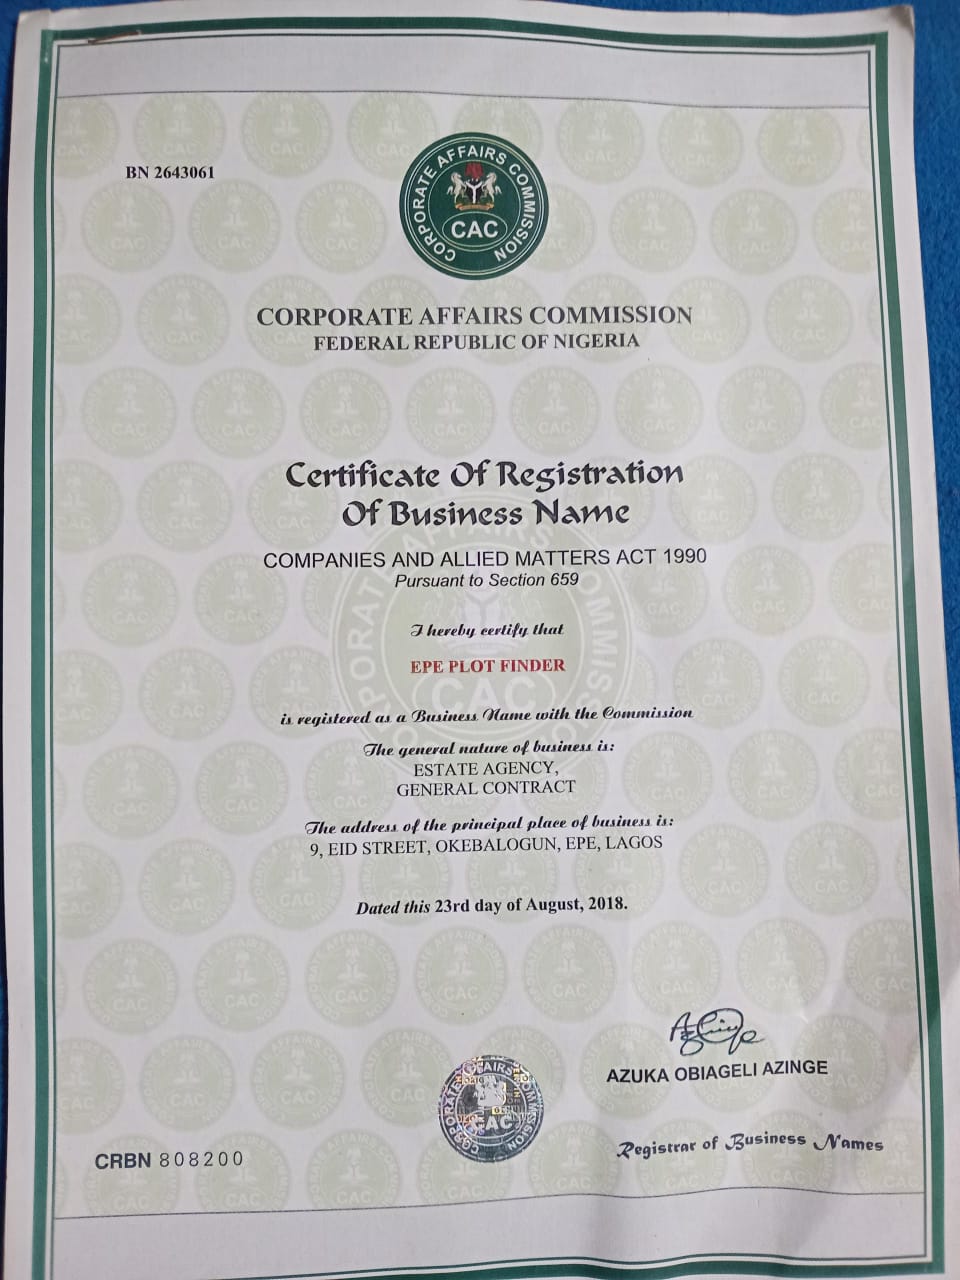 BN 2643061
CORPORATE AFFAIRS COMMISSION
CAC
CORPORATE AFFAIRS COMMISSION
FEDERAL REPUBLIC OF NIGERIA
Certificate Of Registration
Of Business Name
COMPANIES AND ALLIED MATTERS ACT 1990
Pursuant to Section 659
I hereby certify that
EPE PLOT FINDER
is registered as a Business Name with the Commission
The general nature of business is:
ESTATE AGENCY,
GENERAL CONTRACT
The address of the principal place of business is:
9, EID STREET, OKEBALOGUN, EPE, LAGOS
Dated this 23rd day of August, 2018.
AZUKA OBIAGELI AZINGE
Registrar of Business Names
CORPORATE AFFAIRS COMMISSION
CAC
CRBN 808200